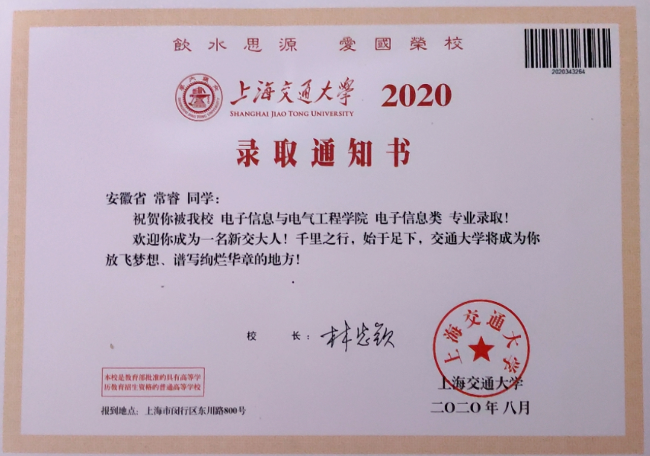 飲水思源 愛國榮校
2020343264
上海交通大學 2020
SHANGHAI JIAO TONG UNIVERSITY
录取通知书
安徽省 常睿 同学：
祝贺你被我校 电子信息与电气工程学院 电子信息类 专业录取！
欢迎你成为一名新交大人！千里之行，始于足下，交通大学将成为你
放飞梦想、谱写绚烂华章的地方！
校 长：林忠钦
上海交通大学
上海交通大学
二〇二〇年八月
本校是教育部批准的具有高等学
历教育招生资格的普通高等学校
报到地点：上海市闵行区东川路800号